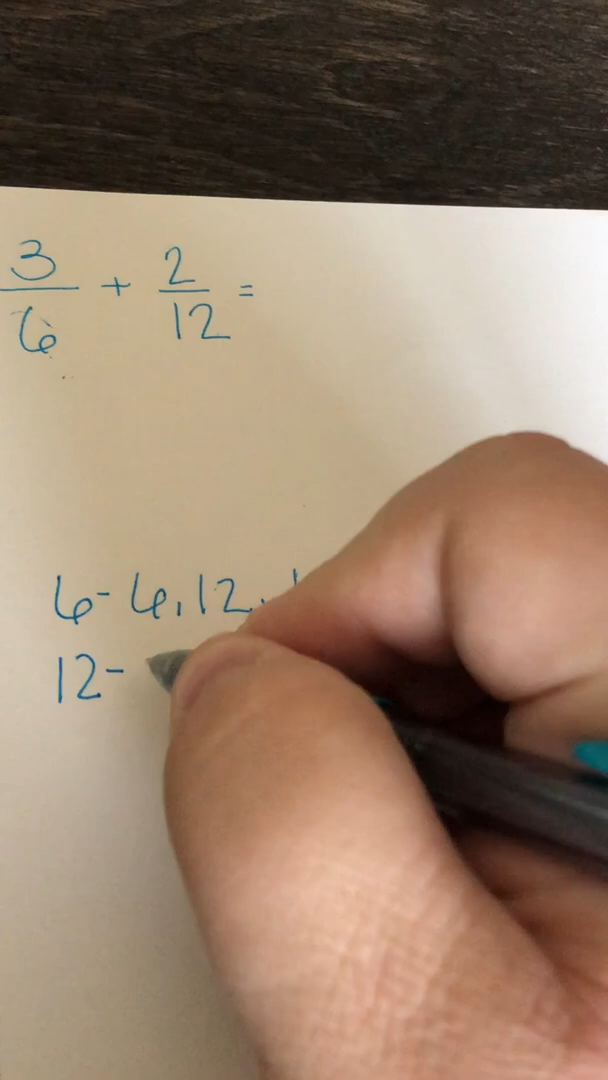 3/6 + 2/12 =
6- 6, 12,
12-